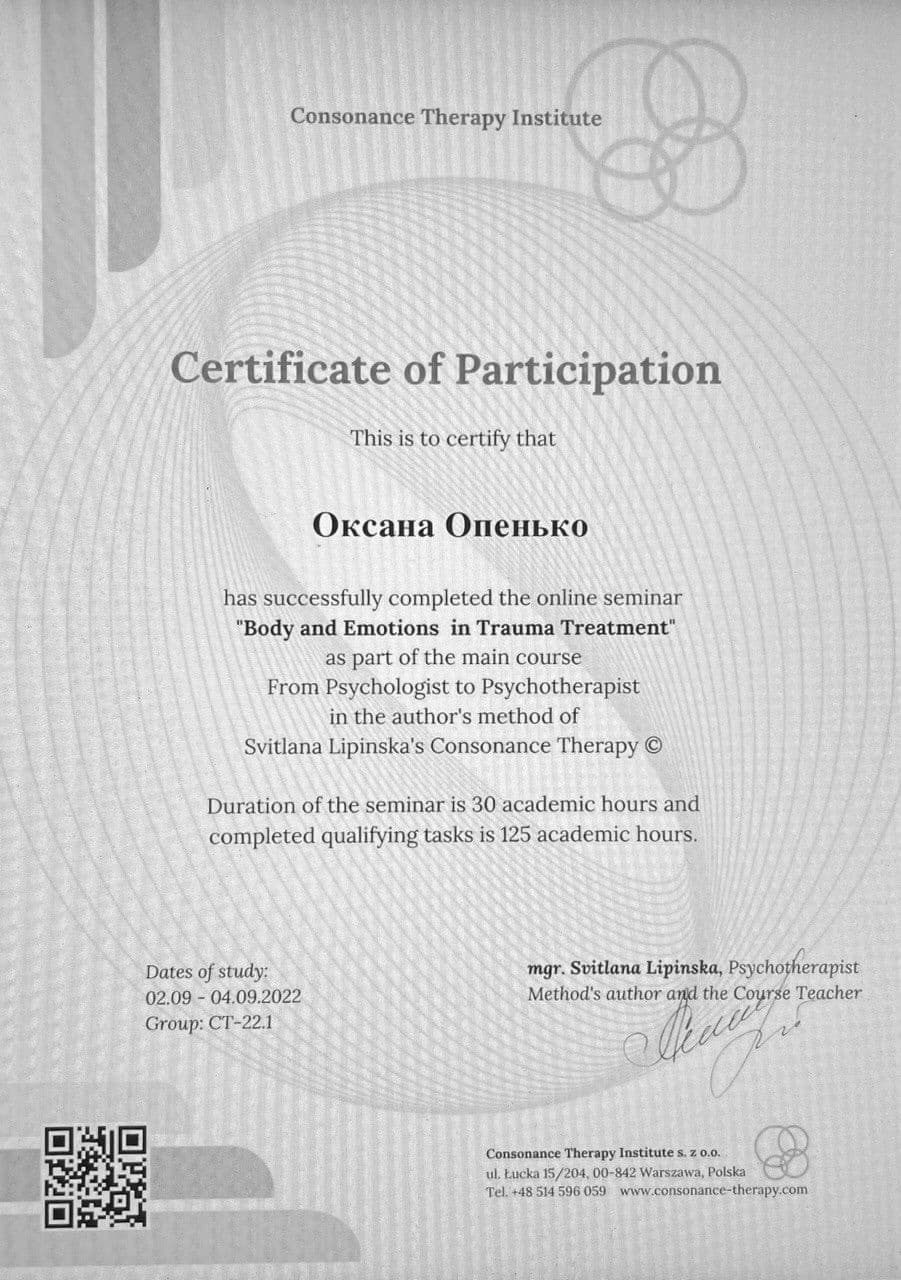 Consonance Therapy Institute
Certificate of Participation
This is to certify that
Оксана Опенько
has successfully completed the online seminar
"Body and Emotions in Trauma Treatment"
as part of the main course
From Psychologist to Psychotherapist
in the author's method of
Svitlana Lipinska's Consonance Therapy ©
Duration of the seminar is 30 academic hours and
completed qualifying tasks is 125 academic hours.
Dates of study:
02.09 - 04.09.2022
Group: CT-22.1
mgr. Svitlana Lipinska, Psychotherapist
Method's author and the Course Teacher
Consonance Therapy Institute s. z o.o.
ul. Łucka 15/204, 00-842 Warszawa, Polska
Tel. +48 514 596 059 www.consonance-therapy.com